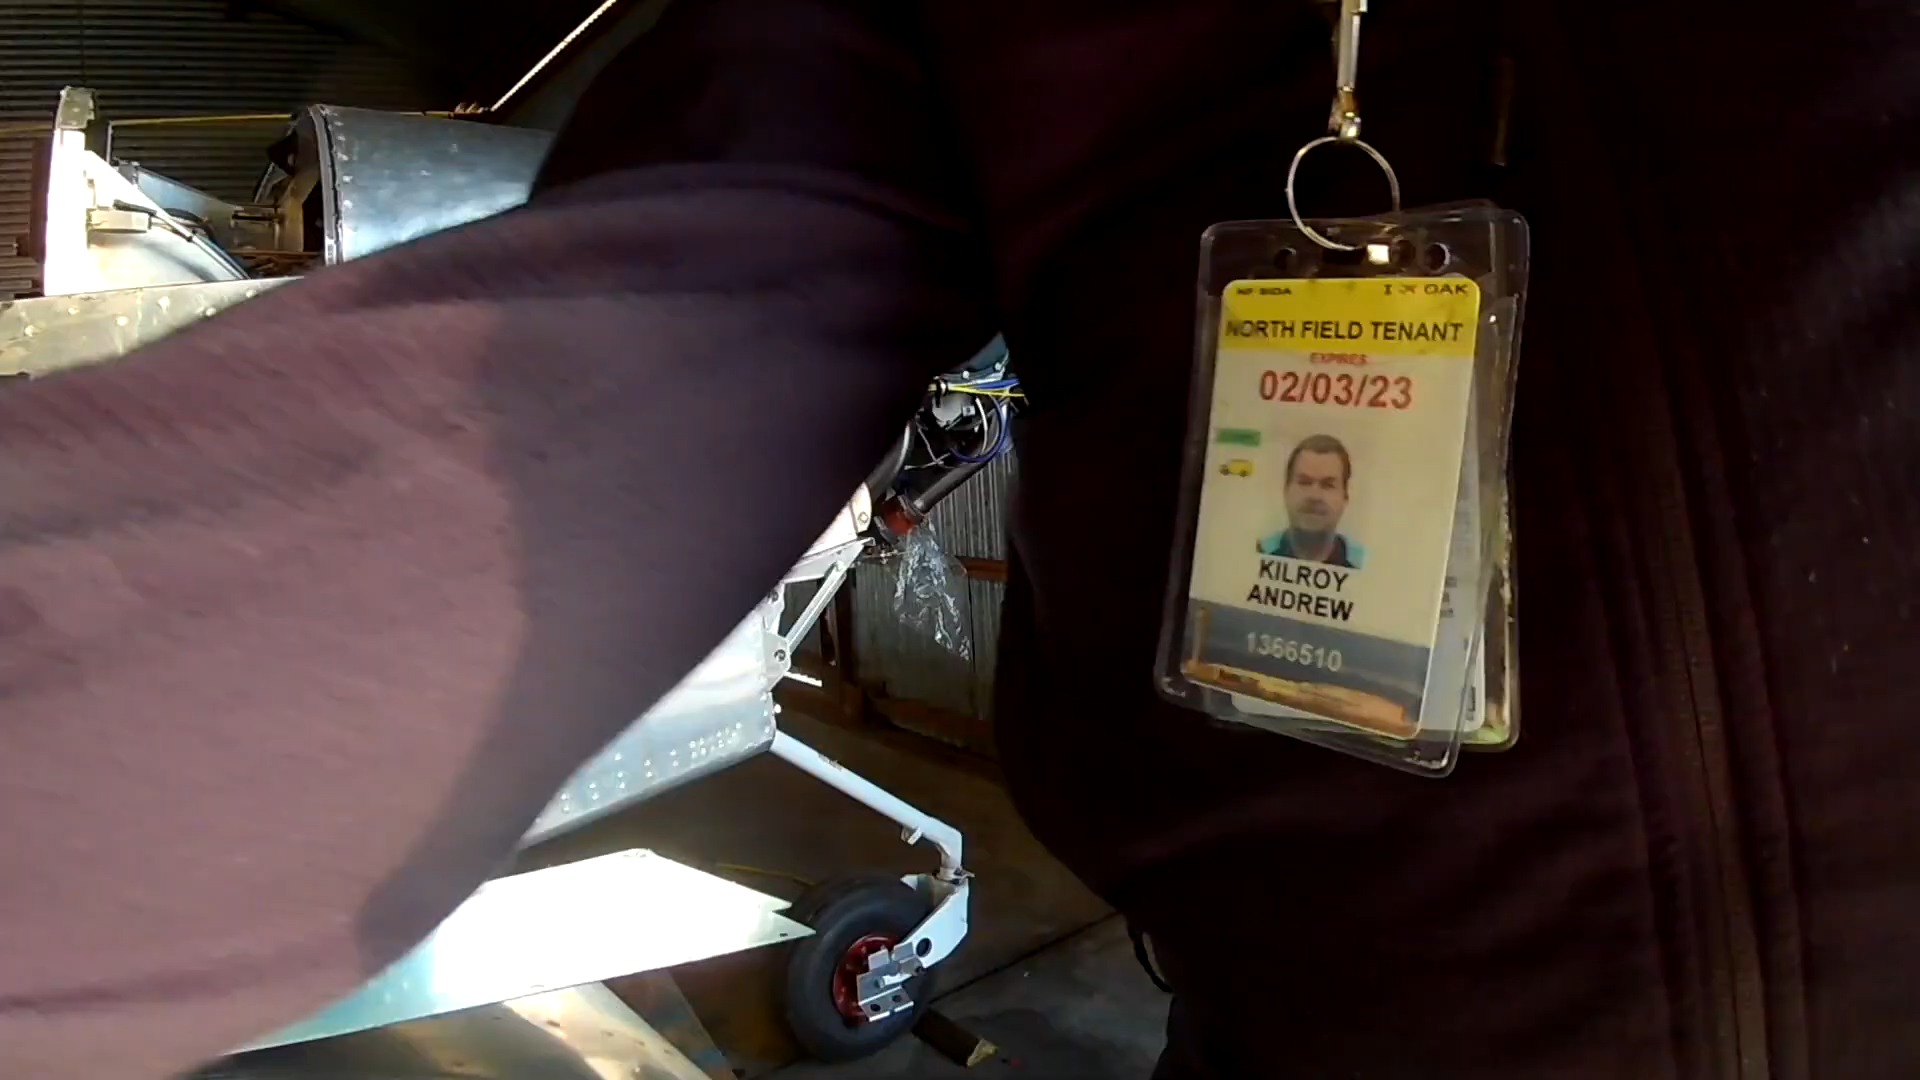 NF SIDA
I OAK
NORTH FIELD TENANT
EXPIRES
02/03/23
KILROY
ANDREW
1366510